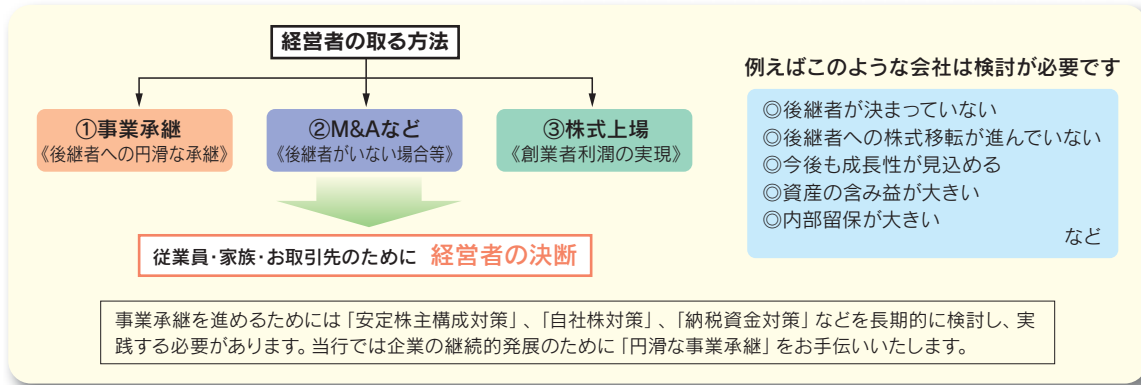 経営者の取る方法
①事業承継
《後継者への円滑な承継》
②M&Aなど
《後継者がいない場合等》
③株式上場
《創業者利潤の実現》
従業員・家族・お取引先のために 経営者の決断
例えばこのような会社は検討が必要です
◎後継者が決まっていない
◎後継者への株式移転が進んでいない
◎今後も成長性が見込める
◎資産の含み益が大きい
◎内部留保が大きい
など
事業承継を進めるためには「安定株主構成対策」、「自社株対策」、「納税資金対策」などを長期的に検討し、実
践する必要があります。当行では企業の継続的発展のために「円滑な事業承継」をお手伝いいたします。